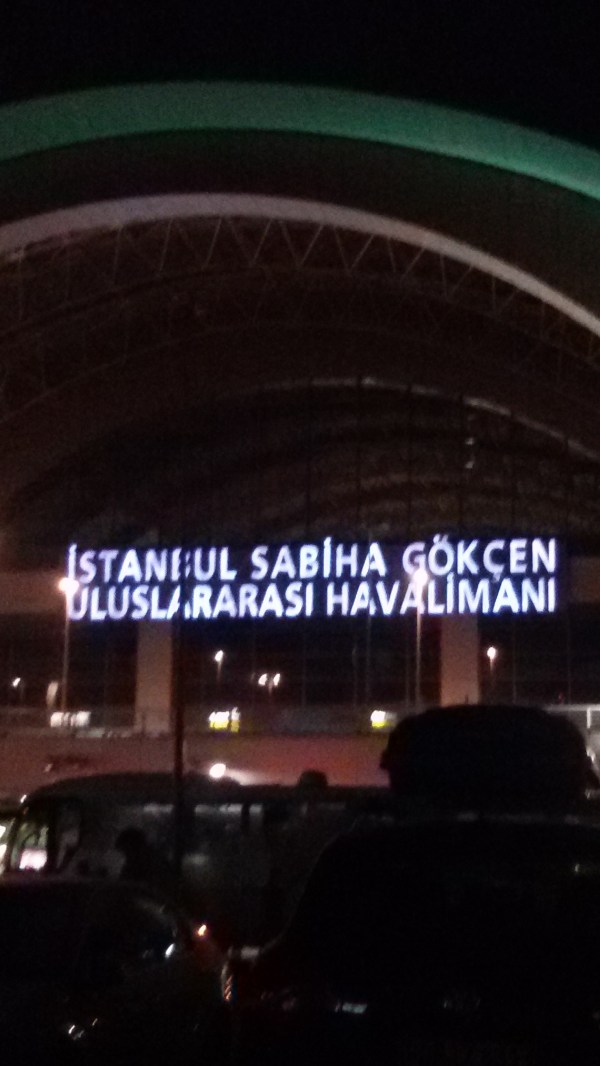 İSTANBUL SABİHA GÖKÇEN
ULUSLARARASI HAVALİMANI